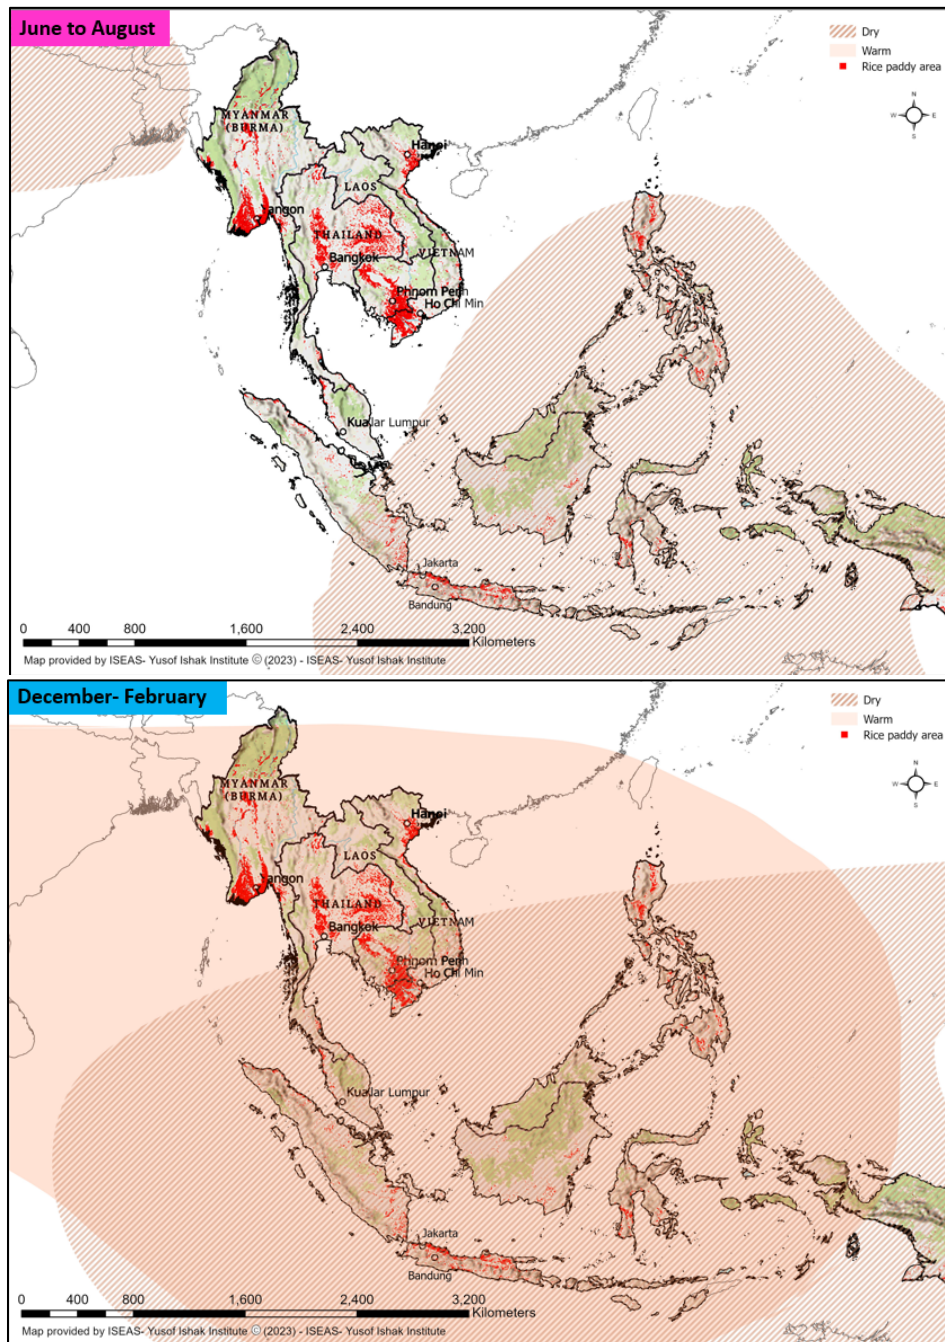 June to August
Dry
Warm
Rice paddy area
N
W E
S
MYANMAR
(BURMA)
Hanoi
LAOS
Yangon
THAILAND
VIETNAM
Bangkok
Phnom Penh
Ho Chi Min
Kuala Lumpur
Jakarta
Bandung
0 800 1,600 2,400 3,200
Kilometers
Map provided by ISEAS- Yusof Ishak Institute © (2023) - ISEAS- Yusof Ishak Institute
December- February
Dry
Warm
Rice paddy area
N
W E
S
MYANMAR
(BURMA)
Hanoi
LAOS
Yangon
THAILAND
VIETNAM
Bangkok
Phnom Penh
Ho Chi Min
Kuala Lumpur
Jakarta
Bandung
0 800 1,600 2,400 3,200
Kilometers
Map provided by ISEAS- Yusof Ishak Institute © (2023) - ISEAS- Yusof Ishak Institute